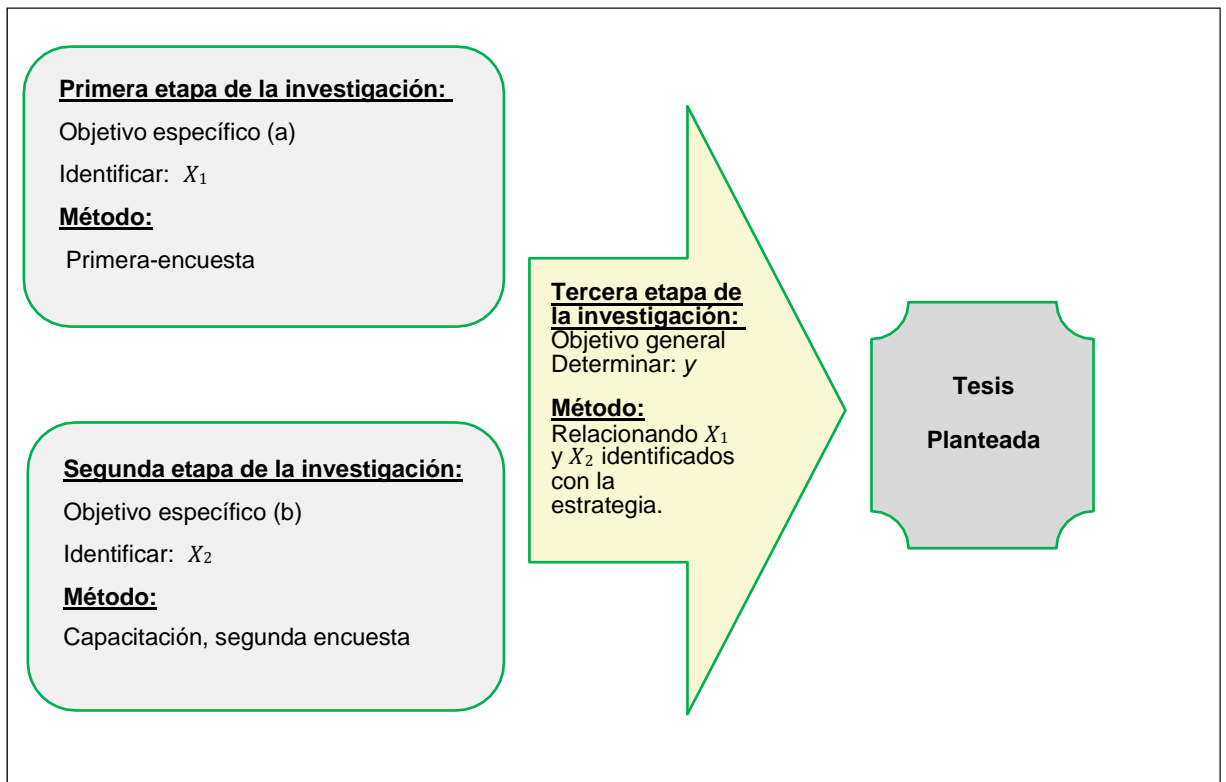 Primera etapa de la investigación:
Objetivo específico (a)
Identificar: X₁
Método:
Primera-encuesta
Segunda etapa de la investigación:
Objetivo específico (b)
Identificar: X₂
Método:
Capacitación, segunda encuesta
Tercera etapa de
la investigación:
Objetivo general
Determinar: y
Método:
Relacionando X₁
y X₂ identificados
con la
estrategia.
Tesis
Planteada